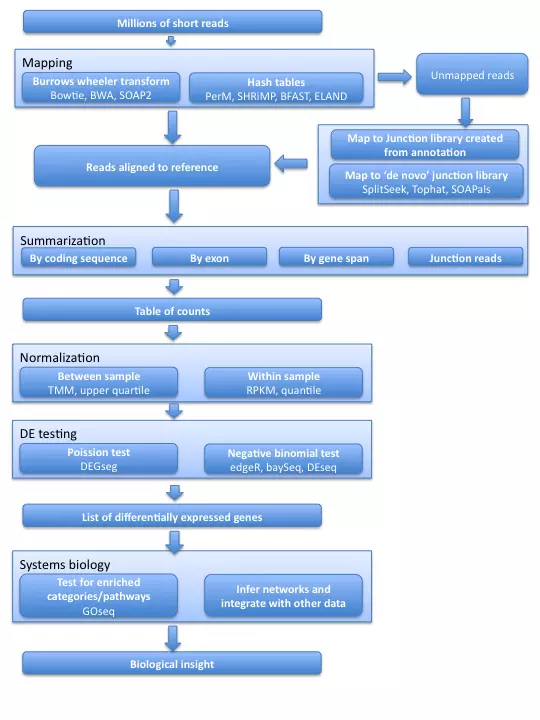 Millions of short reads
Mapping
Burrows wheeler transform
Bowtie, BWA, SOAP2
Hash tables
PerM, SHRiMP, BFAST, ELAND
Unmapped reads
Map to Junction library created
from annotation
Map to ‘de novo’ junction library
SplitSeek, Tophat, SOAPals
Reads aligned to reference
Summarization
By coding sequence
By exon
By gene span
Junction reads
Table of counts
Normalization
Between sample
TMM, upper quartile
Within sample
RPKM, quantile
DE testing
Poission test
DEGseg
Negative binomial test
edgeR, baySeq, DEseq
List of differentially expressed genes
Systems biology
Test for enriched
categories/pathways
GOseq
Infer networks and
integrate with other data
Biological insight